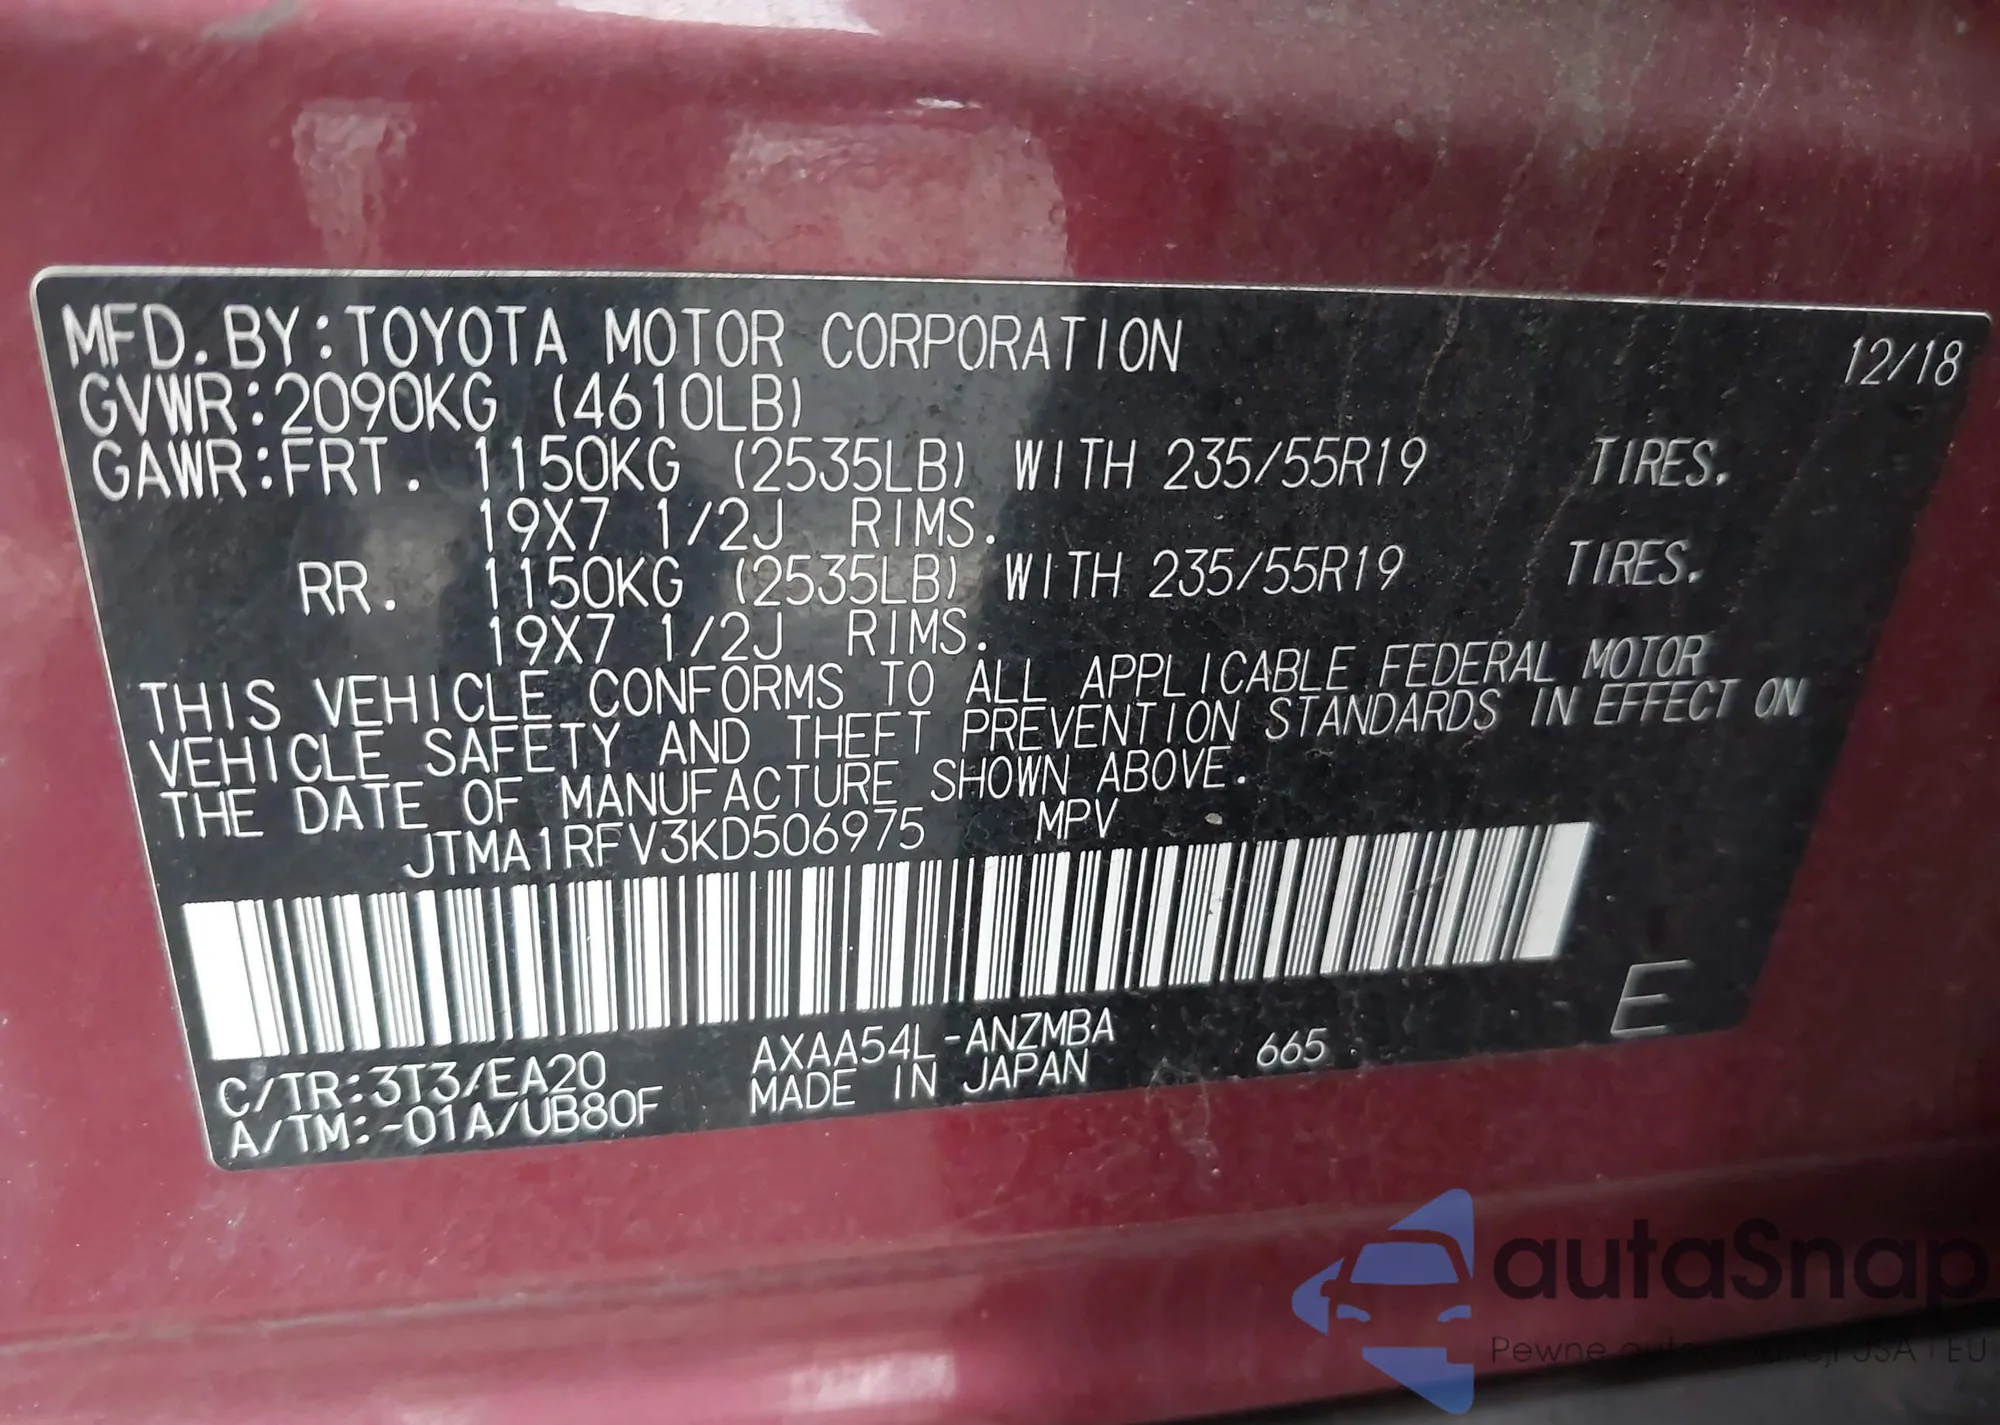 MFD. BY:TOYOTA MOTOR CORPORATION 12/18
GVWR:2090KG (4610LB)
GAWR:FRT. 1150KG (2535LB) WITH 235/55R19 TIRES.
19X7 1/2J RIMS.
RR. 1150KG (2535LB) WITH 235/55R19 TIRES.
19X7 1/2J RIMS.
THIS VEHICLE CONFORMS TO ALL APPLICABLE FEDERAL MOTOR
VEHICLE SAFETY AND THEFT PREVENTION STANDARDS IN EFFECT ON
THE DATE OF MANUFACTURE SHOWN ABOVE.
JTMA1RFV3KD506975 MPV
E
C/TR:3T3/EA20 AXAA54L-ANZMBA 665
A/TM:-01A/UB80F MADE IN JAPAN
autaSnap
Pewne USA EU